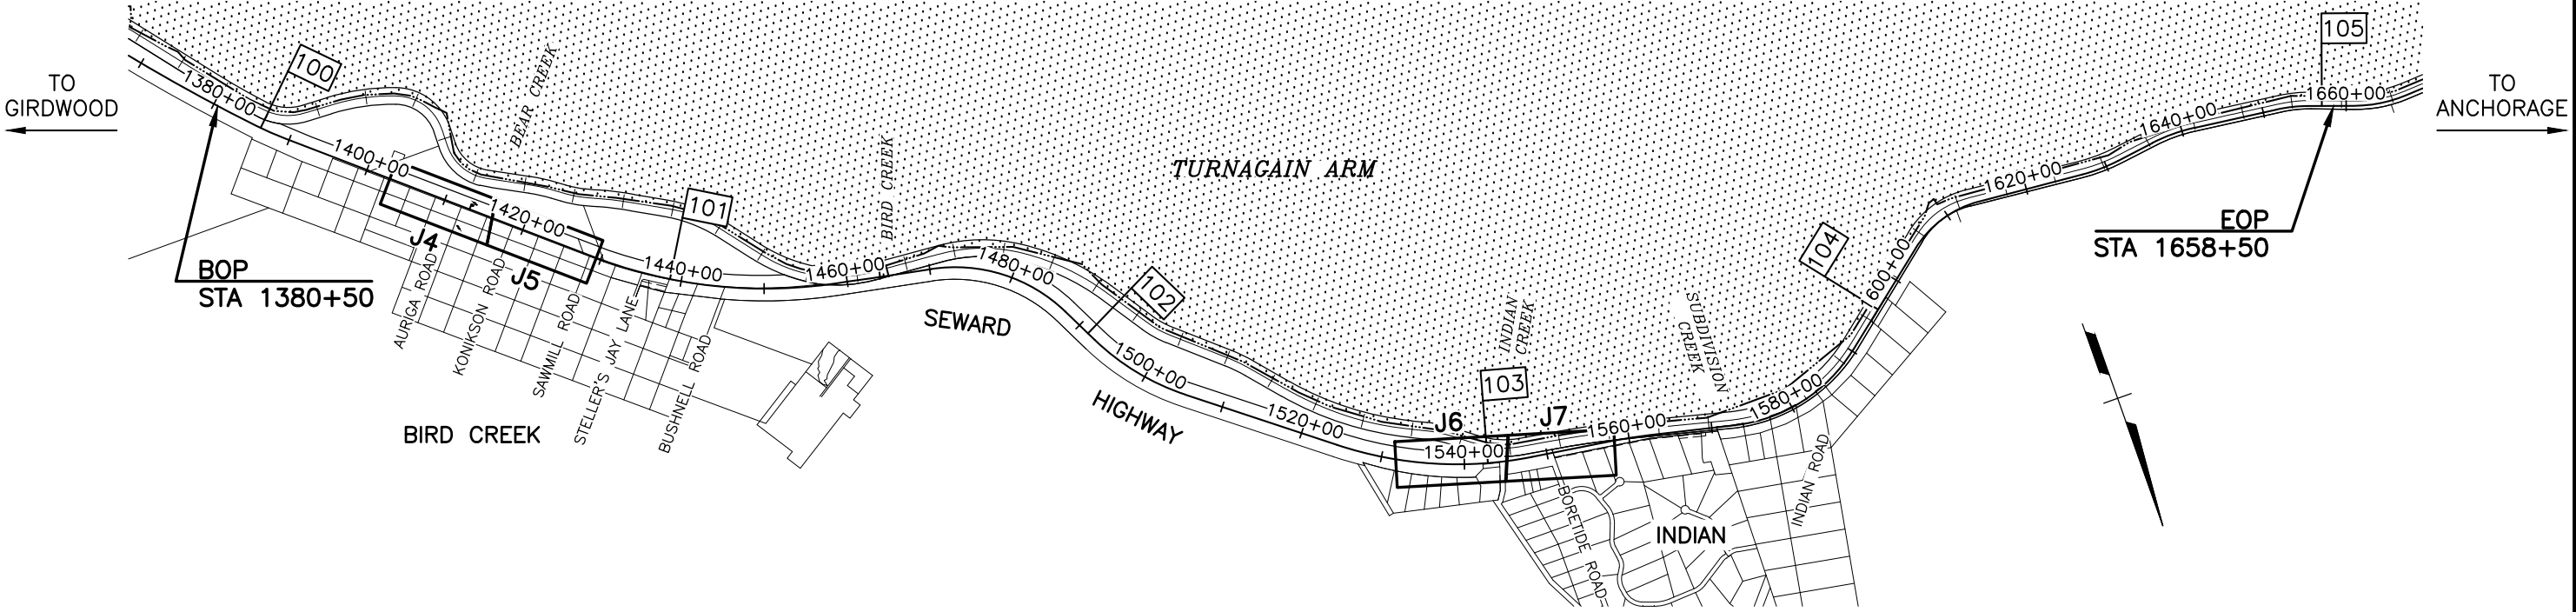 TO
GIRDWOOD
1380+00
100
BEAR CREEK
1400+00
1420+00
J4
J5
BOP
STA 1380+50
AURIGA ROAD
KONIKSON ROAD
SAWMILL ROAD
STELLER'S JAY LANE
BUSHNELL ROAD
BIRD CREEK
101
1440+00
1460+00
BIRD CREEK
1480+00
SEWARD
HIGHWAY
102
1500+00
1520+00
TURNAGAIN ARM
INDIAN
CREEK
103
J6
J7
1540+00
1560+00
SUBDIVISION
CREEK
1580+00
BORETIDE ROAD
INDIAN
INDIAN ROAD
104
1600+00
1620+00
1640+00
1660+00
105
EOP
STA 1658+50
TO
ANCHORAGE